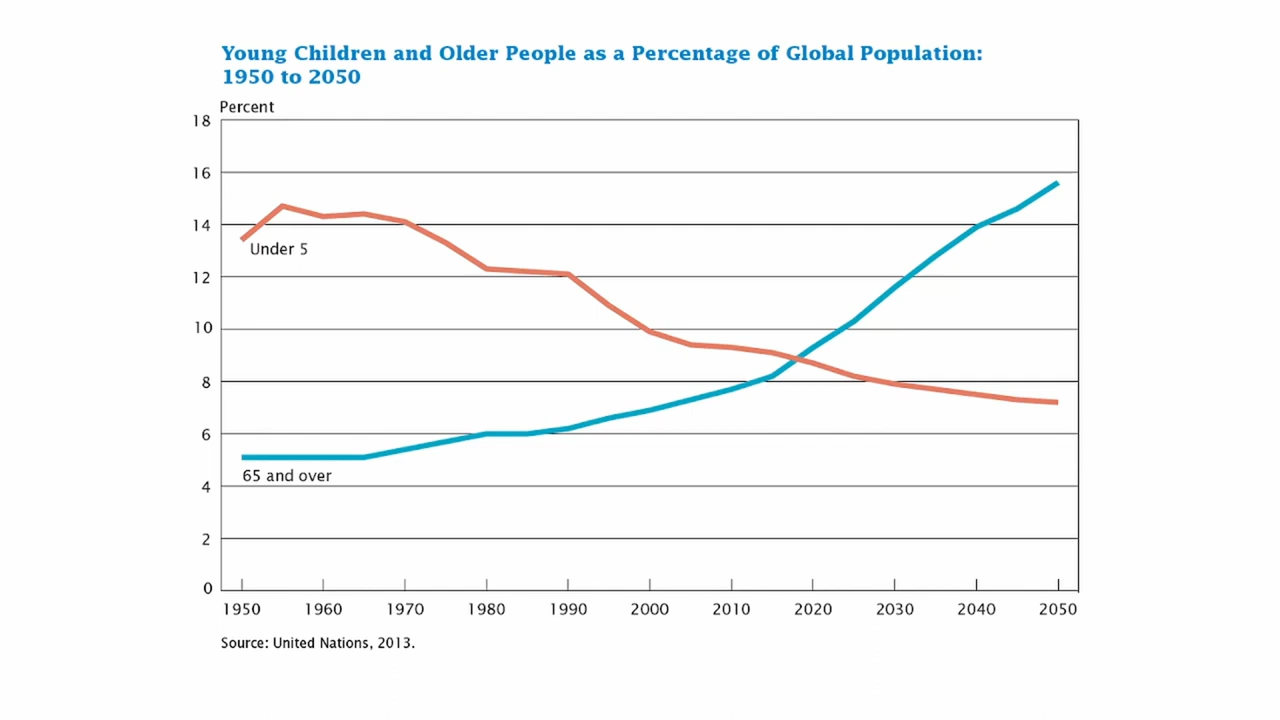 Young Children and Older People as a Percentage of Global Population:
1950 to 2050
Percent
18
16
14
Under 5
12
10
8
6
65 and over
4
2
0
1950 1960 1970 1980 1990 2000 2010 2020 2030 2040 2050
Source: United Nations, 2013.